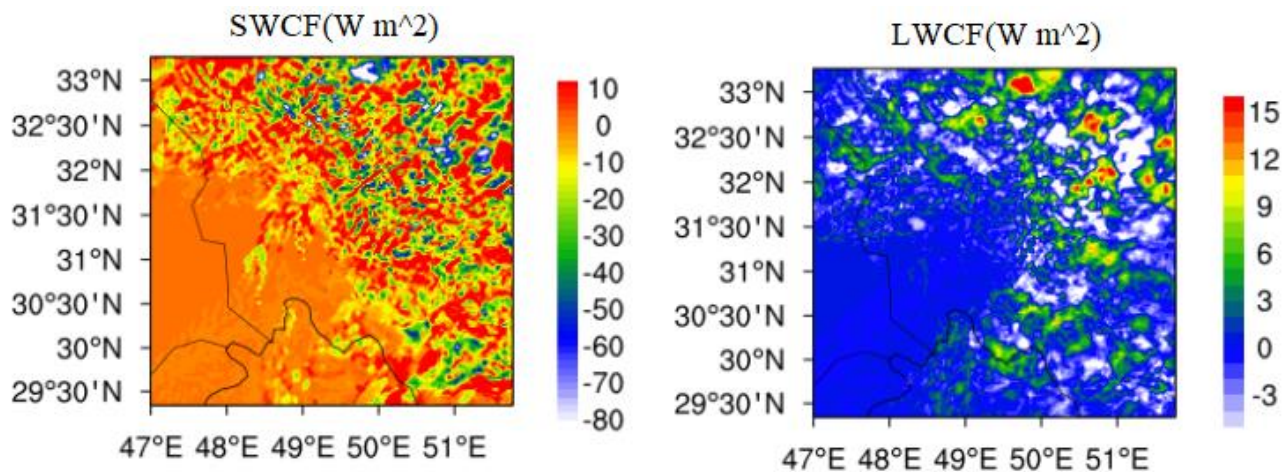 SWCF(W m^2)
33°N
32°30'N
32°N
31°30'N
31°N
30°30'N
30°N
29°30'N
47°E 48°E 49°E 50°E 51°E
10
0
-10
-20
-30
-40
-50
-60
-70
-80
LWCF(W m^2)
33°N
32°30'N
32°N
31°30'N
31°N
30°30'N
30°N
29°30'N
47°E 48°E 49°E 50°E 51°E
15
12
9
6
3
0
-3